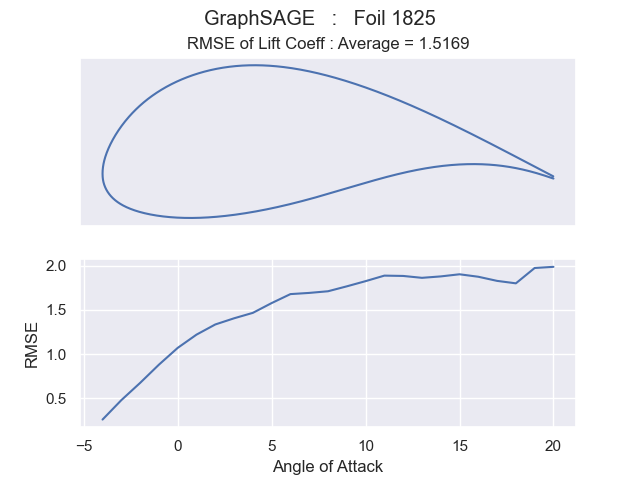 GraphSAGE   :   Foil 1825
RMSE of Lift Coeff : Average = 1.5169
2.0
1.5
1.0
0.5
RMSE
−5 0 5 10 15 20
Angle of Attack